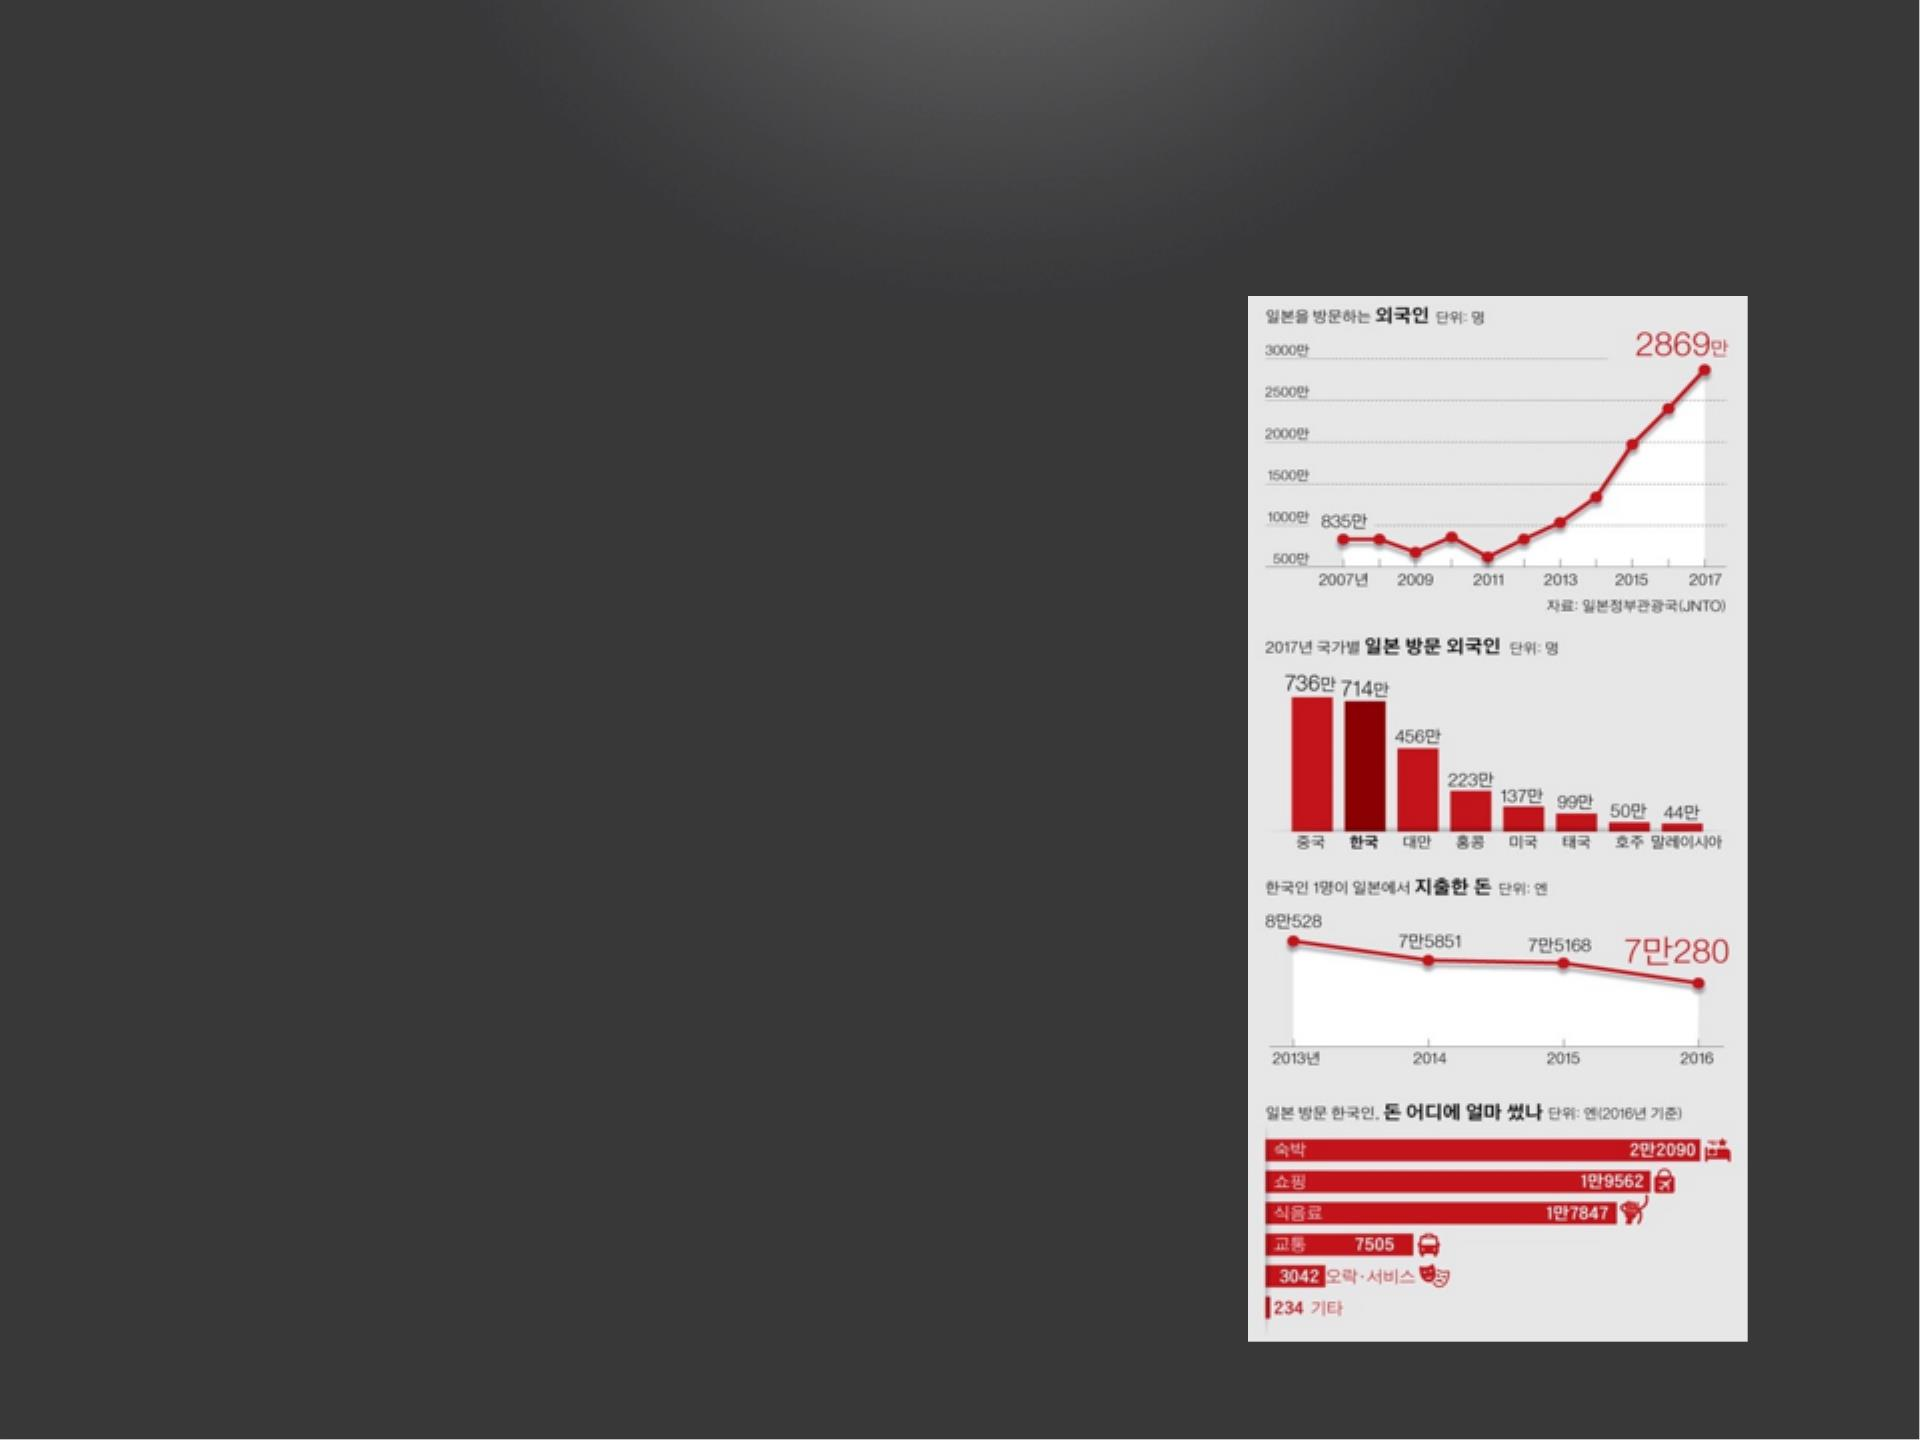 일본을 방문하는 외국인 단위: 명
2869만
3000만
2500만
2000만
1500만
1000만
835만
500만
2007년 2009 2011 2013 2015 2017
자료: 일본정부관광국(JNTO)
2017년 국가별 일본 방문 외국인 단위: 명
736만 714만 456만 223만 137만 99만 50만 44만
중국 한국 대만 홍콩 미국 태국 호주 말레이시아
한국인 1명이 일본에서 지출한 돈 단위: 엔
8만528 7만5851 7만5168 7만280
2013년 2014 2015 2016
일본 방문 한국인, 돈 어디에 얼마 썼나 단위: 엔(2016년 기준)
숙박 2만2090
쇼핑 1만9562
식음료 1만7847
교통 7505
3042 오락·서비스
234 기타